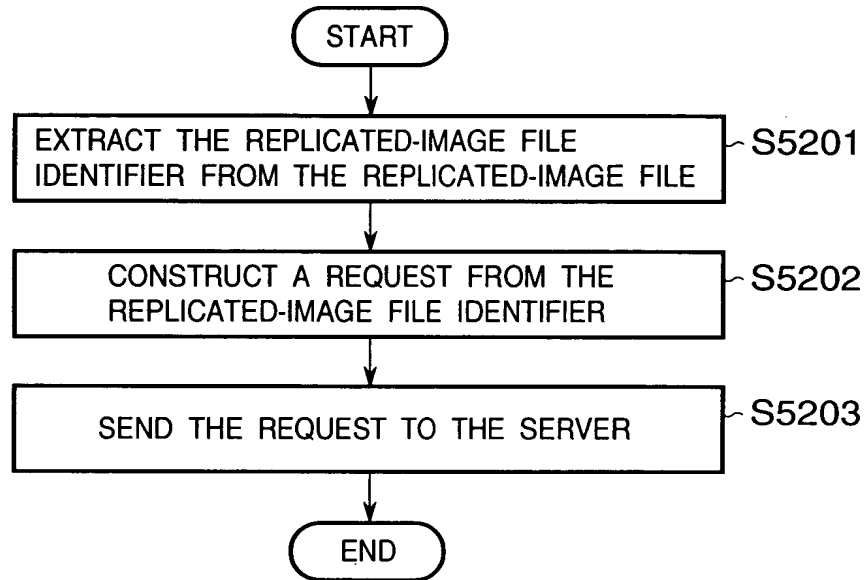 START
EXTRACT THE REPLICATED-IMAGE FILE
IDENTIFIER FROM THE REPLICATED-IMAGE FILE
S5201
CONSTRUCT A REQUEST FROM THE
REPLICATED-IMAGE FILE IDENTIFIER
S5202
SEND THE REQUEST TO THE SERVER
S5203
END